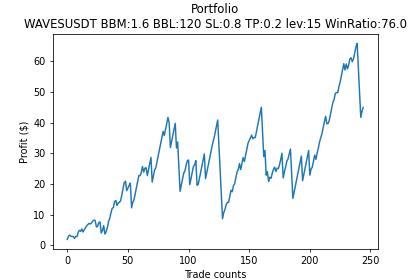 Portfolio
WAVESUSDT BBM:1.6 BBL:120 SL:0.8 TP:0.2 lev:15 WinRatio:76.0
Profit ($)
60
50
40
30
20
10
0
0 50 100 150 200 250
Trade counts